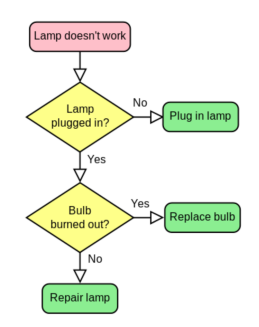 Lamp doesn't work
Lamp
plugged in?
No
Plug in lamp
Yes
Bulb
burned out?
Yes
Replace bulb
No
Repair lamp